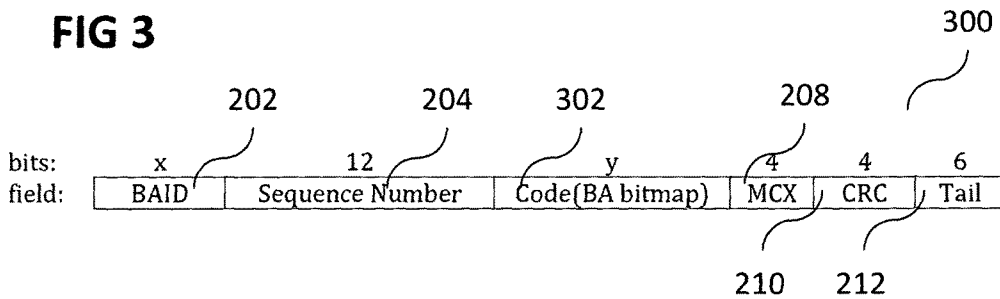 FIG 3
300
202 204 302 208
bits: x 12 y 4 4 6
field: BAID Sequence Number Code(BA bitmap) MCX CRC Tail
210 212